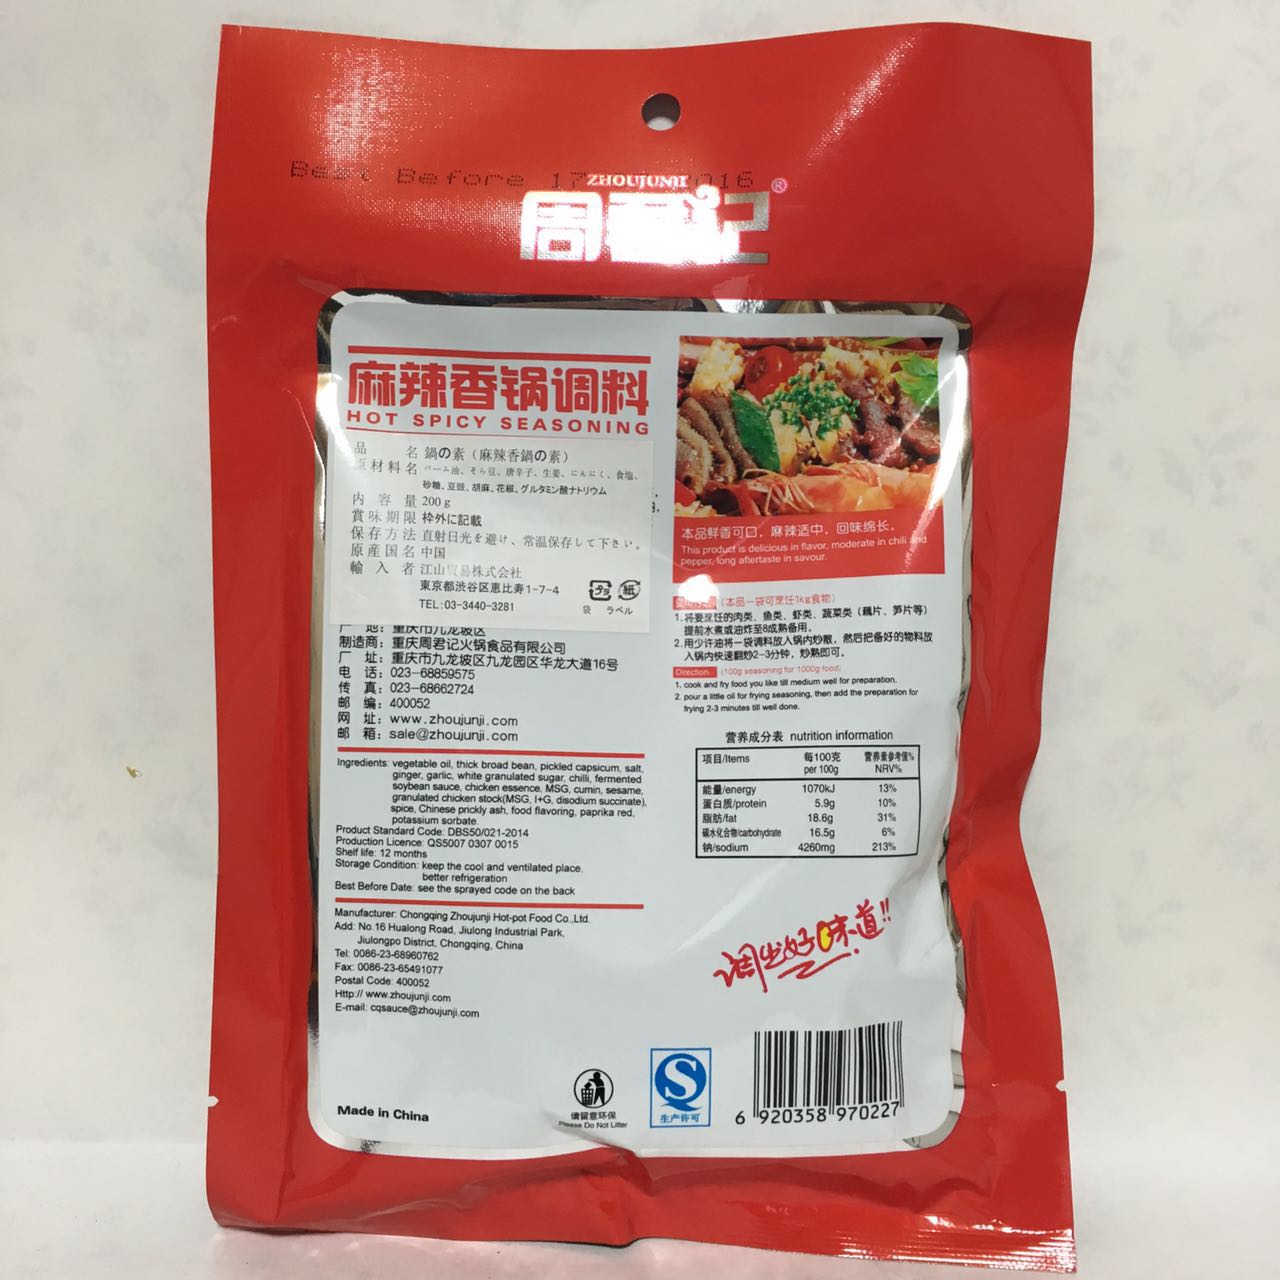 Best Before 17
016
ZHOUJUNJI
®
周君记
麻辣香锅调料
HOT SPICY SEASONING
品 名 鍋の素（麻辣香鍋の素）
原材料名 パーム油、そら豆、唐辛子、生姜、にんにく、食塩、
砂糖、豆豉、胡麻、花椒、グルタミン酸ナトリウム
内容量 200g
賞味期限 枠外に記載
保存方法 直射日光を避け、常温保存して下さい。
原産国名 中国
輸入者 江山貿易株式会社
東京都渋谷区恵比寿1-7-4
TEL:03-3440-3281
プラ
紙
袋 ラベル
产 地：重庆市九龙坡区
制造商：重庆周君记火锅食品有限公司
厂 址：重庆市九龙坡区九龙园区华龙大道16号
电 话：023-68859575
传 真：023-68662724
邮 编：400052
网 址：www.zhoujunji.com
邮 箱：sale@zhoujunji.com
Ingredients: vegetable oil, thick broad bean, pickled capsicum, salt,
ginger, garlic, white granulated sugar, chilli, fermented
soybean sauce, chicken essence, MSG, cumin, sesame,
granulated chicken stock(MSG, I+G, disodium succinate),
spice, Chinese prickly ash, food flavoring, paprika red,
potassium sorbate.
Product Standard Code: DBS50/021-2014
Production Licence: QS5007 0307 0015
Shelf life: 12 months
Storage Condition: keep the cool and ventilated place.
better refrigeration
Best Before Date: see the sprayed code on the back
Manufacturer: Chongqing Zhoujunji Hot-pot Food Co.,Ltd.
Add: No.16 Hualong Road, Jiulong Industrial Park,
Jiulongpo District, Chongqing, China
Tel: 0086-23-68960762
Fax: 0086-23-65491077
Postal Code: 400052
Http:// www.zhoujunji.com
E-mail: cqsauce@zhoujunji.com
Made in China
本品鲜香可口，麻辣适中，回味绵长。
This product is delicious in flavor, moderate in chili and
pepper, long aftertaste in savour.
(本品一袋可烹饪1kg食物)
1.将要烹饪的肉类、鱼类、虾类、蔬菜类（藕片、笋片等）
提前水煮或油炸至8成熟备用。
2.用少许油将一袋调料放入锅内炒散，然后把备好的物料放
入锅内快速翻炒2-3分钟，炒熟即可。
Direction: (100g seasoning for 1000g food)
1. cook and fry food you like till medium well for preparation.
2. pour a little oil for frying seasoning, then add the preparation for
frying 2-3 minutes till well done.
营养成分表 nutrition information
项目/Items 每100克 per 100g 营养素参考值% NRV%
能量/energy 1070kJ 13%
蛋白质/protein 5.9g 10%
脂肪/fat 18.6g 31%
碳水化合物/carbohydrate 16.5g 6%
钠/sodium 4260mg 213%
调出好味道!!
请留意环保
Please Do Not Litter
S
生产许可
6 920358 970227